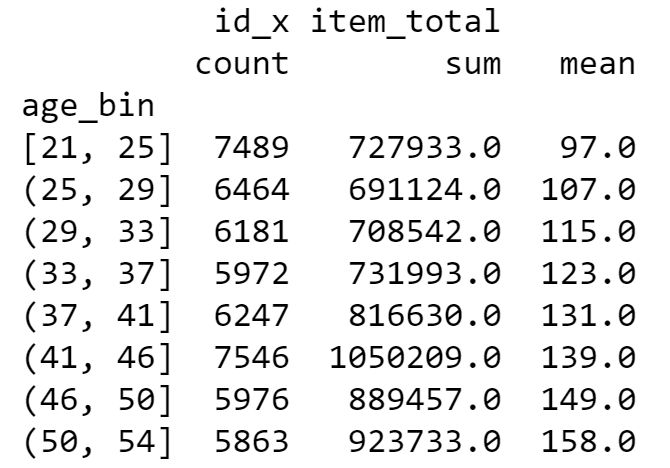 id_x item_total
count sum mean
age_bin
[21, 25] 7489 727933.0 97.0
(25, 29] 6464 691124.0 107.0
(29, 33] 6181 708542.0 115.0
(33, 37] 5972 731993.0 123.0
(37, 41] 6247 816630.0 131.0
(41, 46] 7546 1050209.0 139.0
(46, 50] 5976 889457.0 149.0
(50, 54] 5863 923733.0 158.0